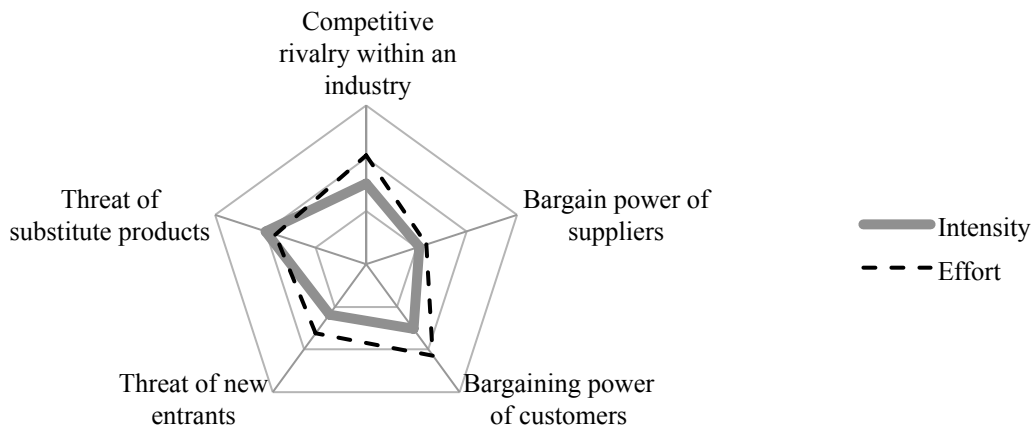 Competitive
rivalry within an
industry
Threat of
substitute products
Bargain power of
suppliers
Intensity
Effort
Threat of new
entrants
Bargaining power
of customers